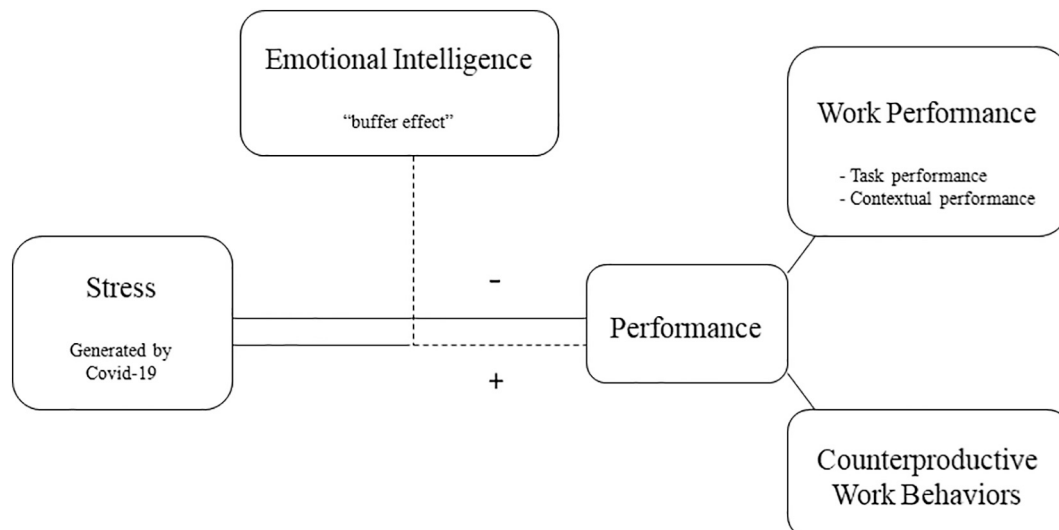 Emotional Intelligence
“buffer effect”
Work Performance
- Task performance
- Contextual performance
Stress
Generated by
Covid-19
-
Performance
+
Counterproductive
Work Behaviors